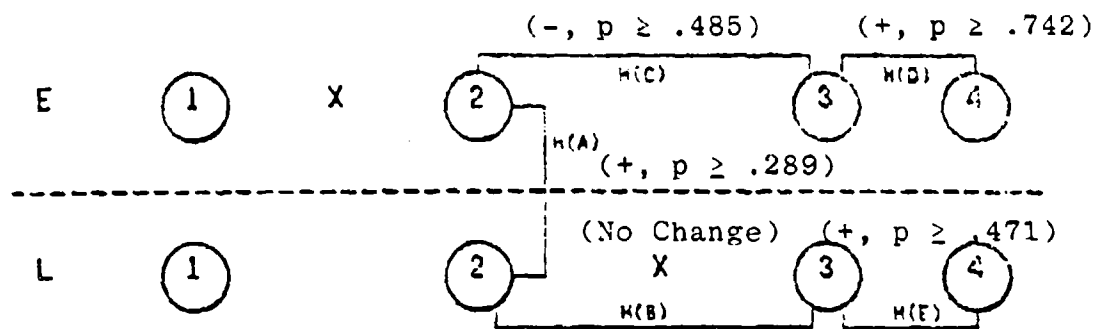 (-, p ≥ .485) (+, p ≥ .742)
H(C) H(D)
E 1 X 2 3 4
H(A)
(+, p ≥ .289)
(No Change) (+, p ≥ .471)
L 1 2 X 3 4
H(B) H(E)